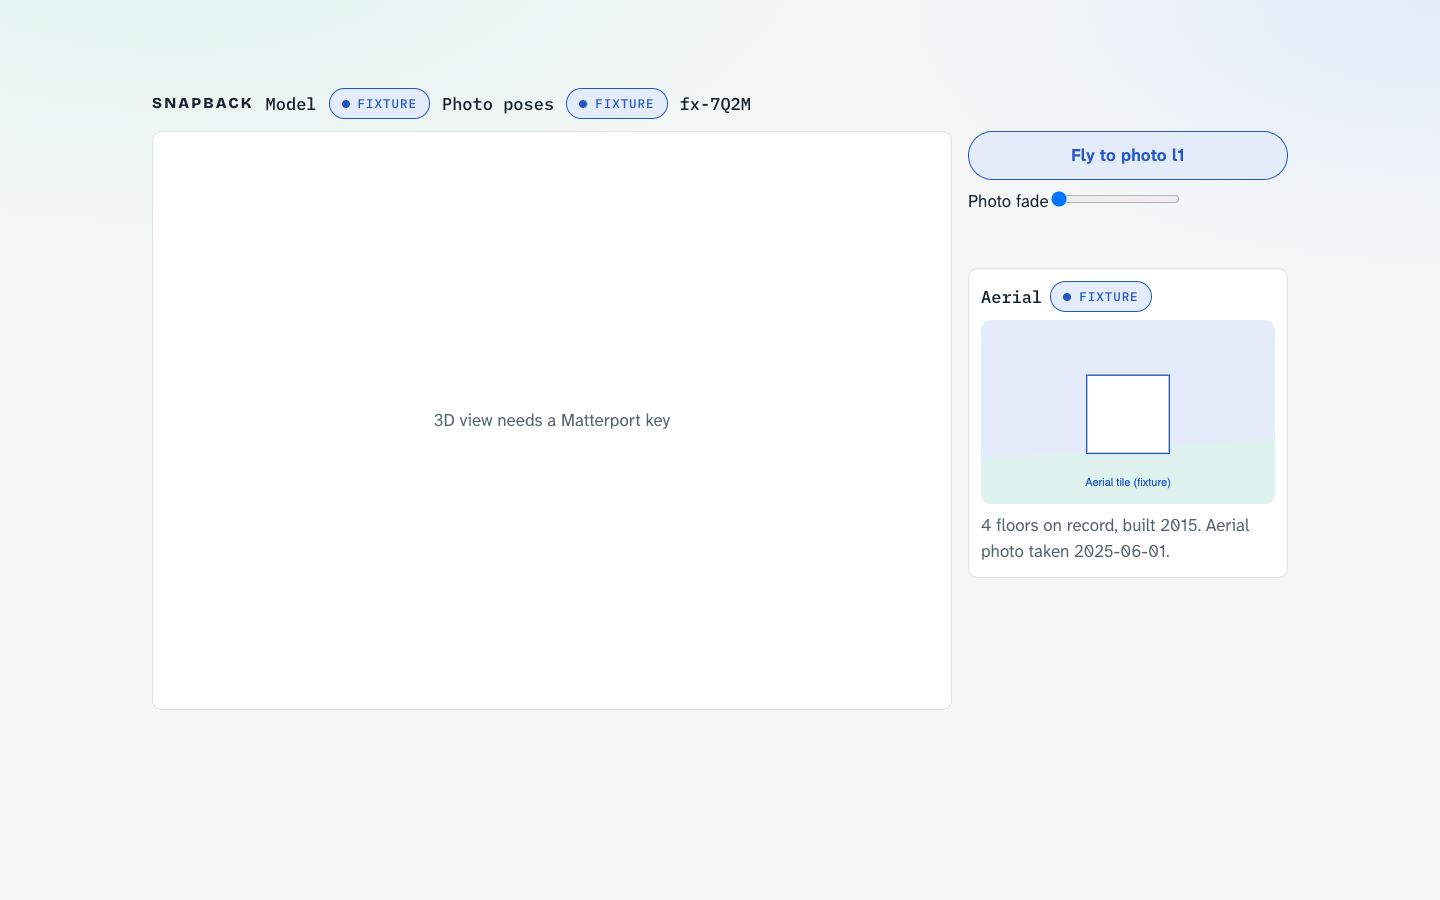 SNAPBACK Model FIXTURE Photo poses FIXTURE fx-7Q2M
Fly to photo l1
Photo fade
3D view needs a Matterport key
Aerial FIXTURE
Aerial tile (fixture)
4 floors on record, built 2015. Aerial
photo taken 2025-06-01.